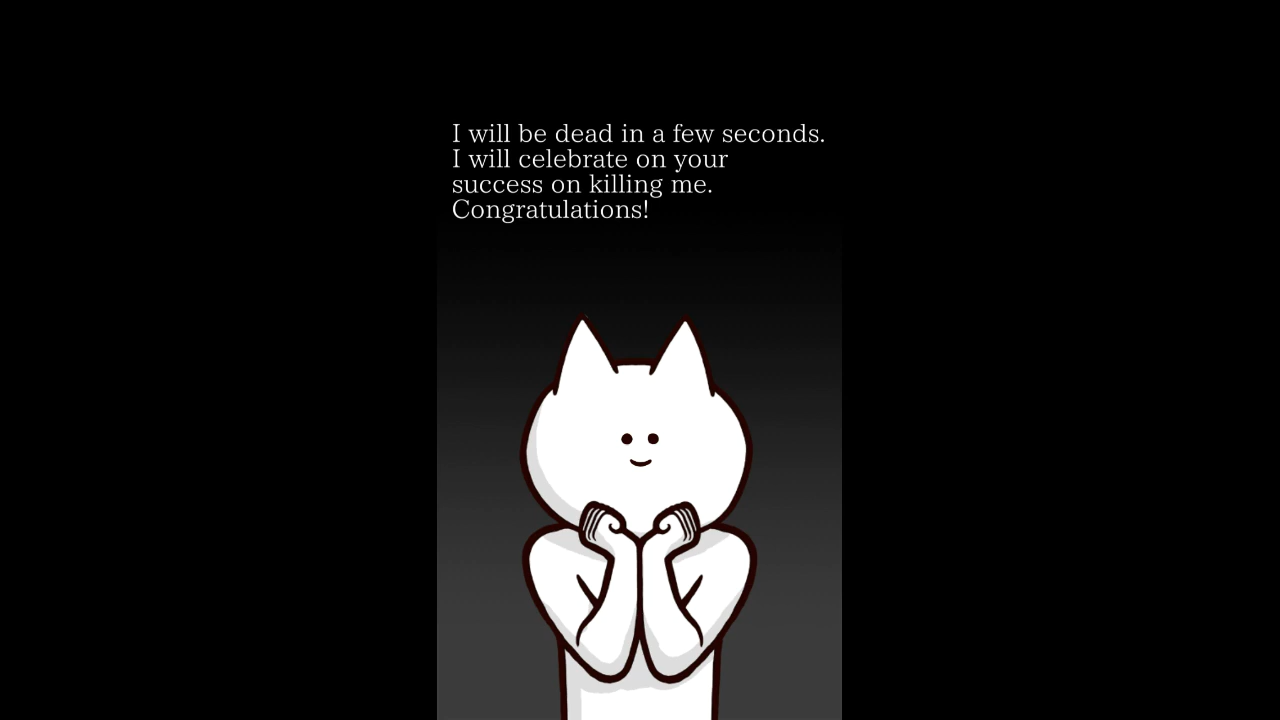 I will be dead in a few seconds.
I will celebrate on your
success on killing me.
Congratulations!